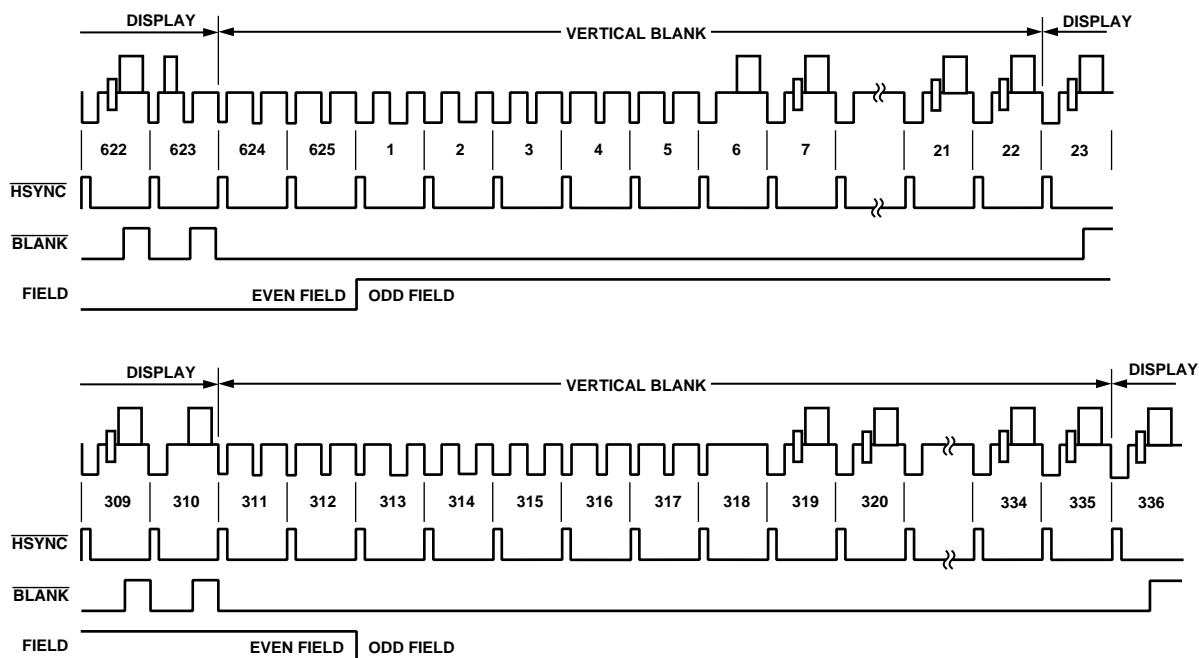 DISPLAY VERTICAL BLANK DISPLAY
622 623 624 625 1 2 3 4 5 6 7 21 22 23
HSYNC
BLANK
FIELD EVEN FIELD ODD FIELD
DISPLAY VERTICAL BLANK DISPLAY
309 310 311 312 313 314 315 316 317 318 319 320 334 335 336
HSYNC
BLANK
FIELD EVEN FIELD ODD FIELD